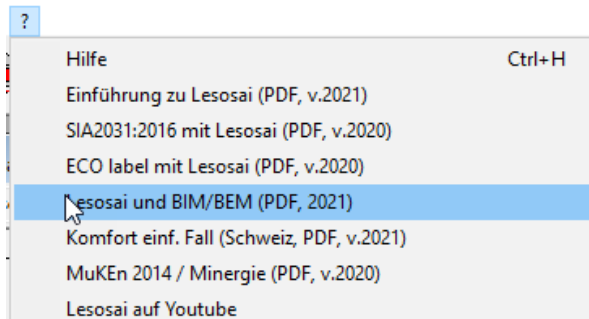 ?
Hilfe Ctrl+H
Einführung zu Lesosai (PDF, v.2021)
SIA2031:2016 mit Lesosai (PDF, v.2020)
ECO label mit Lesosai (PDF, v.2020)
Lesosai und BIM/BEM (PDF, 2021)
Komfort einf. Fall (Schweiz, PDF, v.2021)
MuKEn 2014 / Minergie (PDF, v.2020)
Lesosai auf Youtube